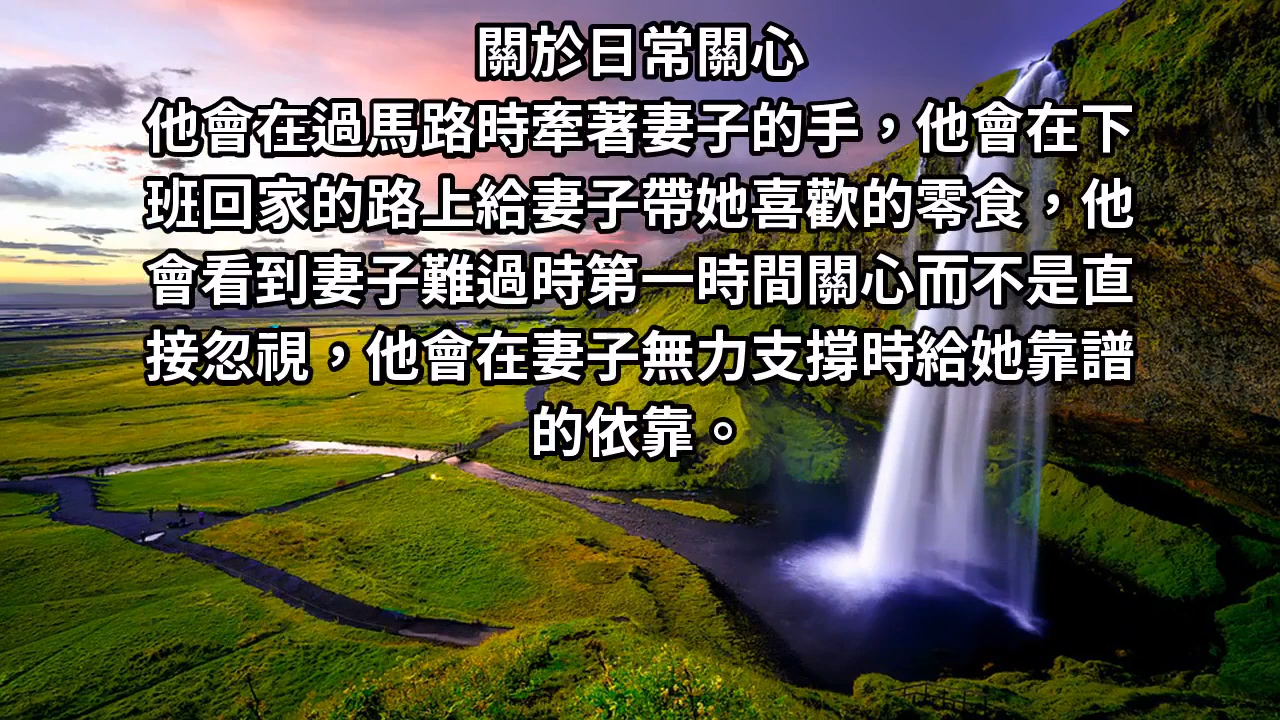 關於日常關心
他會在過馬路時牽著妻子的手，他會在下
班回家的路上給妻子帶她喜歡的零食，他
會看到妻子難過時第一時間關心而不是直
接忽視，他會在妻子無力支撐時給她靠譜
的依靠。